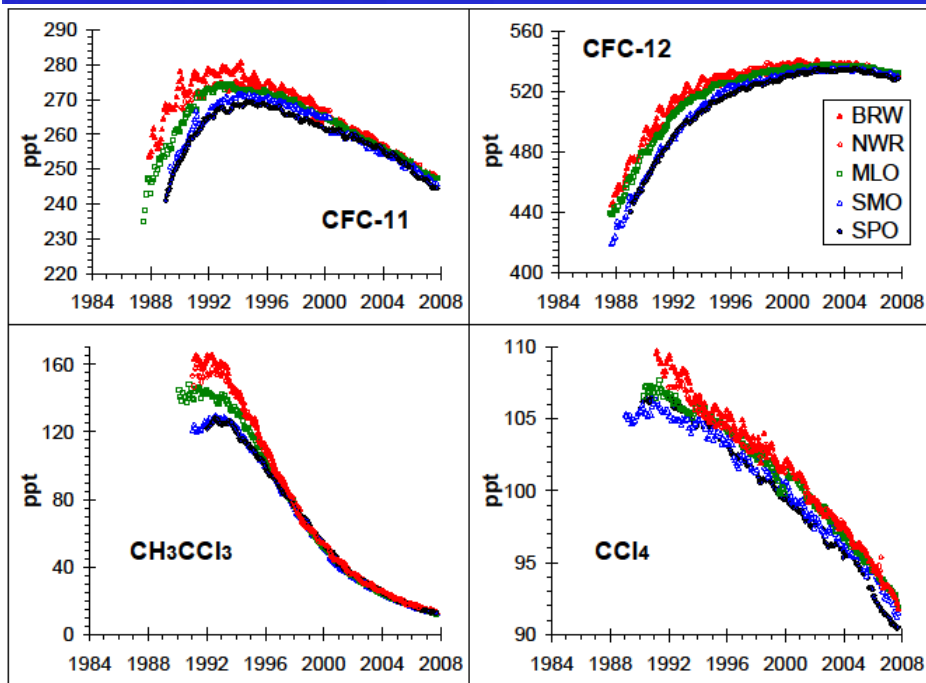 290
280
270
260
250
240
230
220
ppt
CFC-11
1984 1988 1992 1996 2000 2004 2008
560
520
480
440
400
ppt
CFC-12
BRW
NWR
MLO
SMO
SPO
1984 1988 1992 1996 2000 2004 2008
160
120
80
40
0
ppt
CH3CCl3
1984 1988 1992 1996 2000 2004 2008
110
105
100
95
90
ppt
CCl4
1984 1988 1992 1996 2000 2004 2008